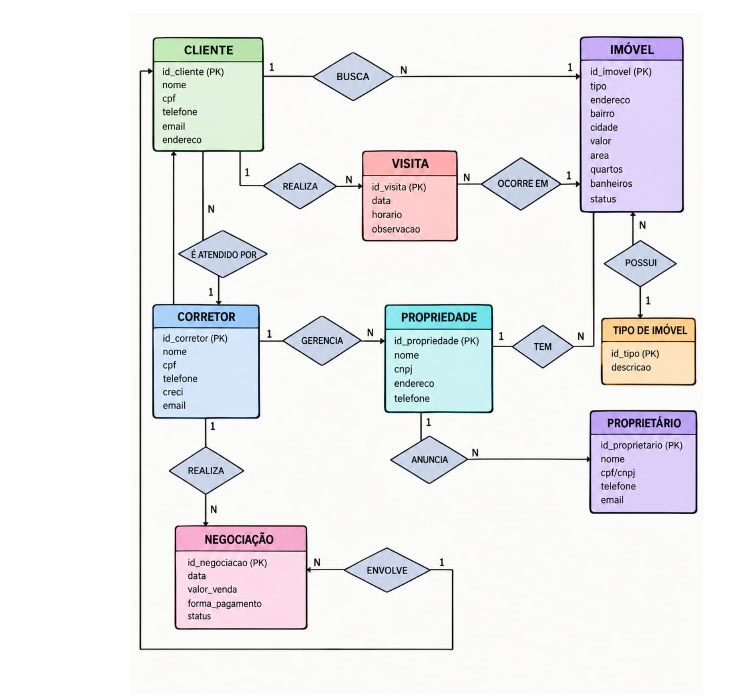 CLIENTE
id_cliente (PK)
nome
cpf
telefone
email
endereco
1
BUSCA
N
1
IMÓVEL
id_imovel (PK)
tipo
endereco
bairro
cidade
valor
area
quartos
banheiros
status
1
REALIZA
N
VISITA
id_visita (PK)
data
horario
observacao
N
OCORRE EM
1
N
É ATENDIDO POR
1
N
POSSUI
1
CORRETOR
id_corretor (PK)
nome
cpf
telefone
creci
email
1
GERENCIA
N
PROPRIEDADE
id_propriedade (PK)
nome
cnpj
endereco
telefone
1
TEM
N
TIPO DE IMÓVEL
id_tipo (PK)
descricao
1
ANUNCIA
N
PROPRIETÁRIO
id_proprietario (PK)
nome
cpf/cnpj
telefone
email
1
REALIZA
N
NEGOCIAÇÃO
id_negociacao (PK)
data
valor_venda
forma_pagamento
status
N
ENVOLVE
1